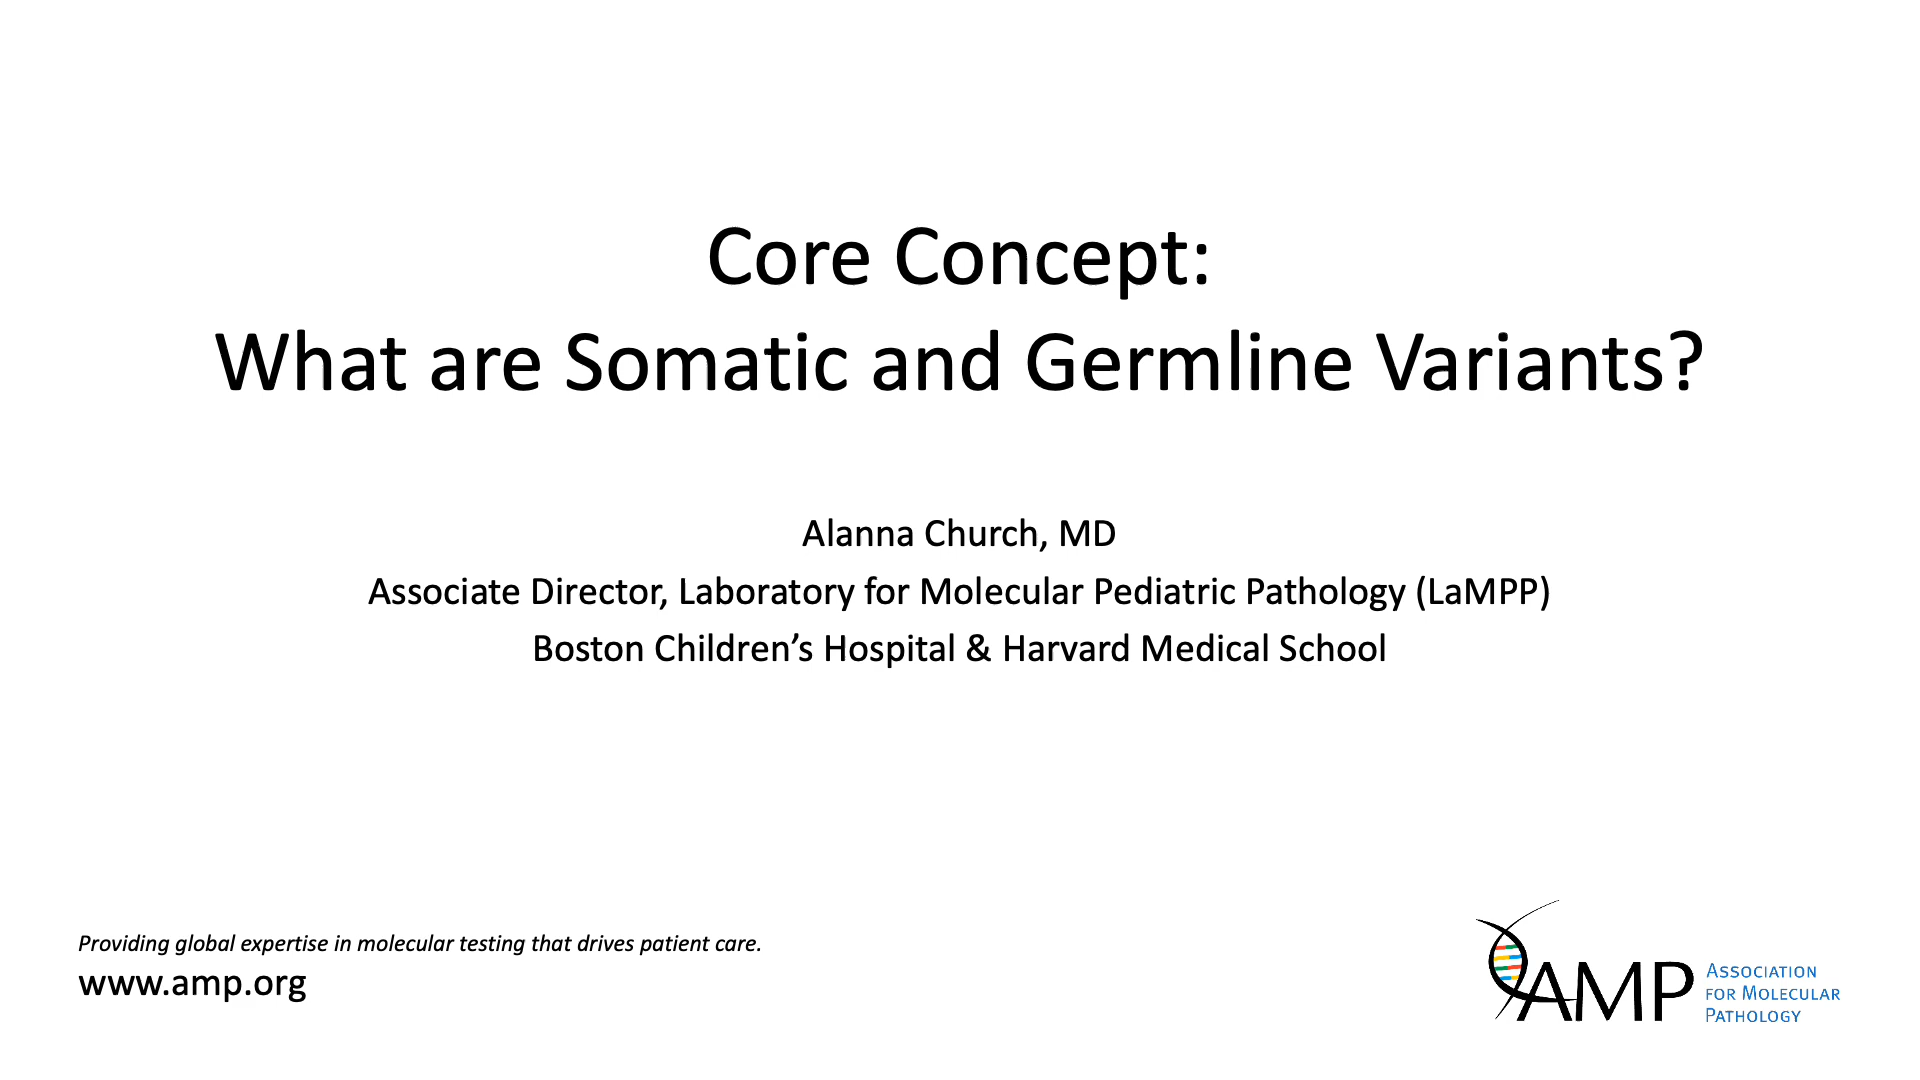 Core Concept:
What are Somatic and Germline Variants?
Alanna Church, MD
Associate Director, Laboratory for Molecular Pediatric Pathology (LaMPP)
Boston Children’s Hospital & Harvard Medical School
Providing global expertise in molecular testing that drives patient care.
www.amp.org
AMP
ASSOCIATION
FOR MOLECULAR
PATHOLOGY